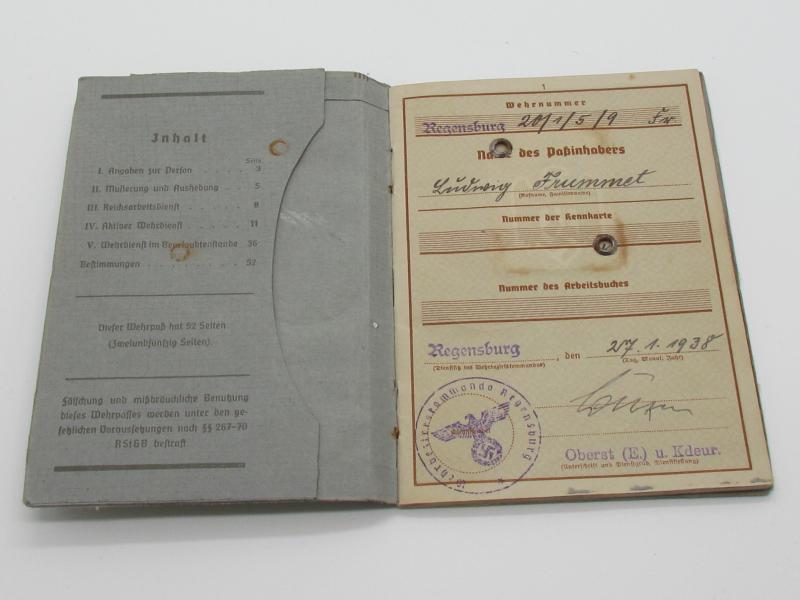 Inhalt
Seite
I. Angaben zur Person . . . . 3
II. Musterung und Aushebung . . . 5
III. Reichsarbeitsdienst . . . . 8
IV. Aktiver Wehrdienst . . . . 11
V. Wehrdienst im Beurlaubtenstande 36
Bestimmungen . . . . . 52
Dieser Wehrpaß hat 52 Seiten
(Zweiundfünfzig Seiten).
Fälschung und mißbräuchliche Benutzung
dieses Wehrpasses werden unter den ge-
setzlichen Voraussetzungen nach §§ 267-70
RStGB bestraft
1
Wehrnummer
Regensburg 20/1/5/9 Fr.
Name des Paßinhabers
Ludwig Frummet
(Rufname, Familienname)
Nummer der Kennkarte
Nummer des Arbeitsbuches
Regensburg, den 27.1.1938
(Dienstsitz des Wehrbezirkskommandos) (Tag, Monat, Jahr)
Wehrbezirkskommando Regensburg
Oberst (E.) u. Kdeur.
(Unterschrift und Dienstgrad, Dienststellung)